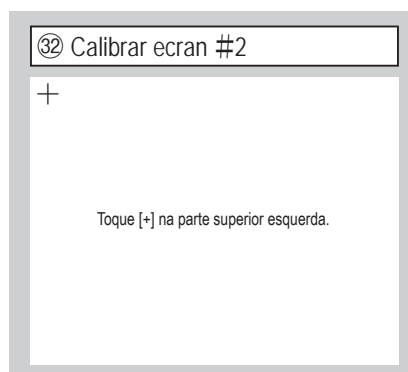 ㉜ Calibrar ecran #2
+
Toque [+] na parte superior esquerda.